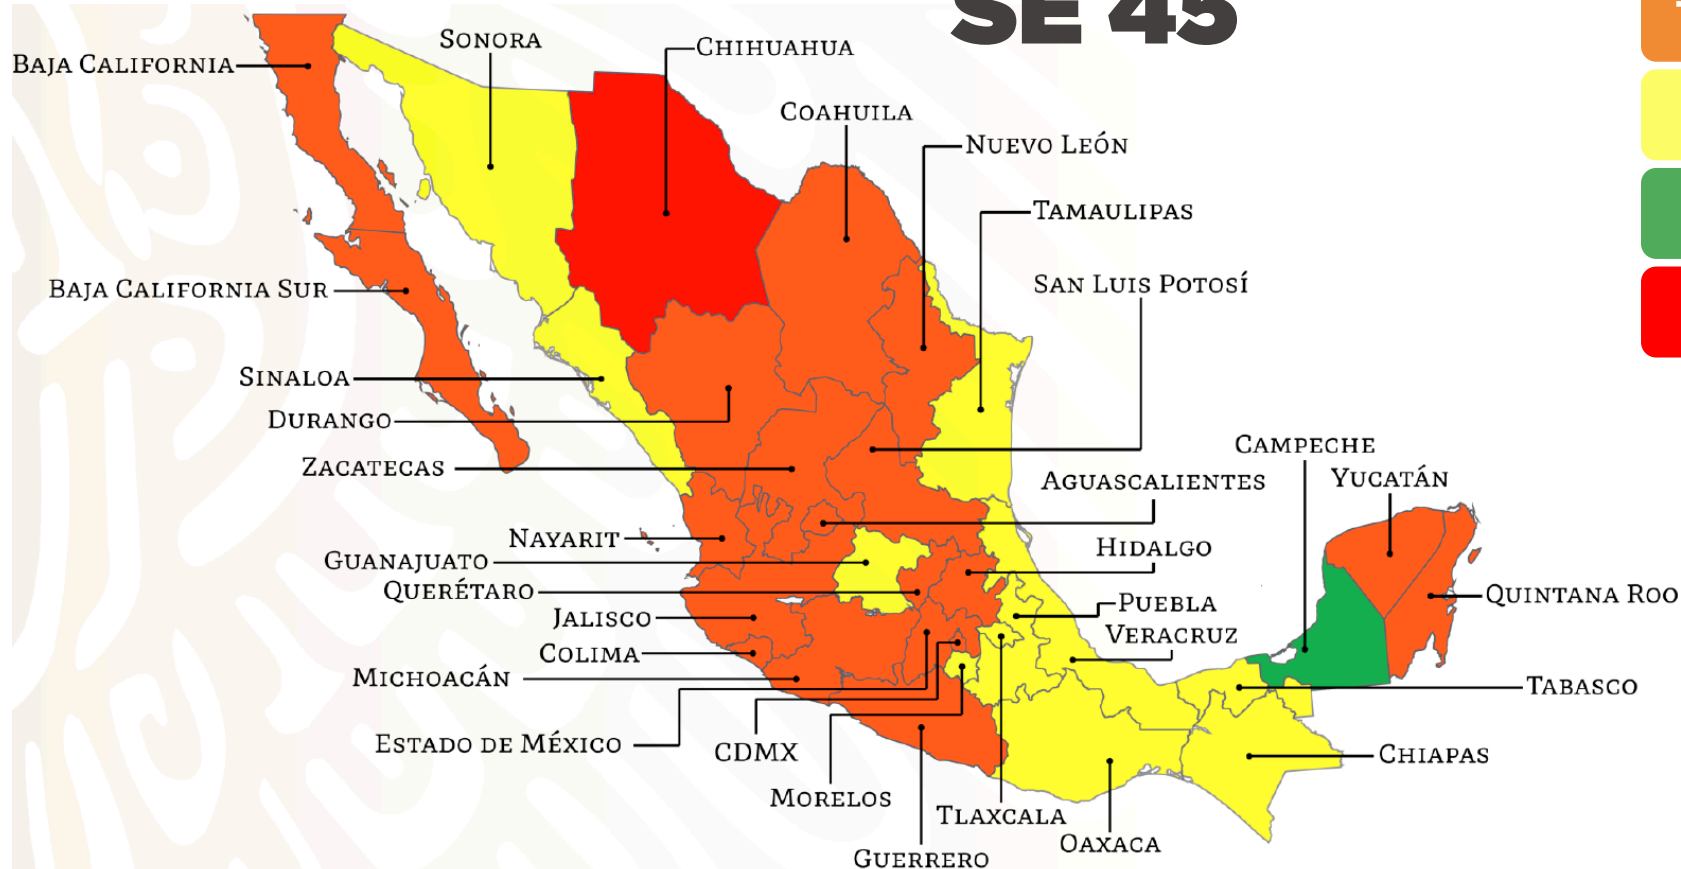 SE 45
SONORA
CHIHUAHUA
BAJA CALIFORNIA
COAHUILA
NUEVO LEÓN
TAMAULIPAS
SAN LUIS POTOSÍ
BAJA CALIFORNIA SUR
SINALOA
DURANGO
CAMPECHE
ZACATECAS
YUCATÁN
AGUASCALIENTES
NAYARIT
HIDALGO
GUANAJUATO
QUERÉTARO
QUINTANA ROO
PUEBLA
JALISCO
VERACRUZ
COLIMA
MICHOACÁN
TABASCO
ESTADO DE MÉXICO
CDMX
CHIAPAS
MORELOS
TLAXCALA
OAXACA
GUERRERO